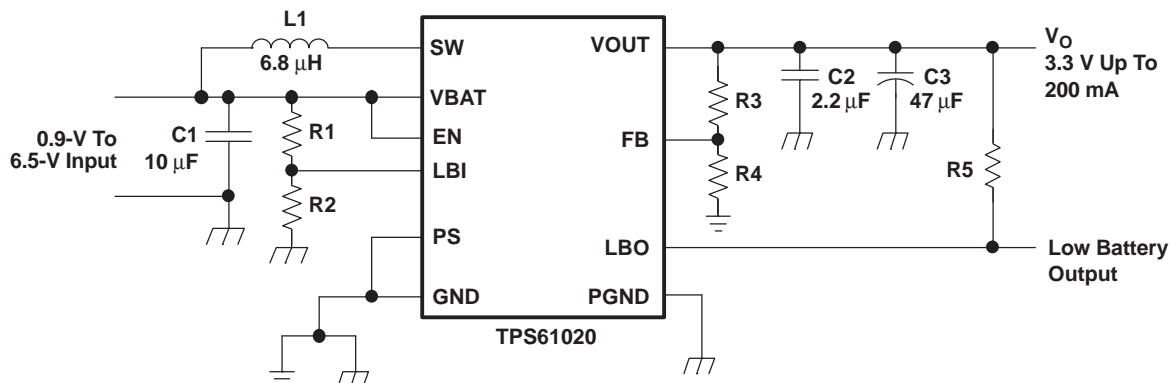 L1
6.8 μH
SW
VBAT
EN
LBI
PS
GND
VOUT
FB
LBO
PGND
TPS61020
0.9-V To
6.5-V Input
C1
10 μF
R1
R2
R3
R4
C2
2.2 μF
C3
47 μF
R5
VO
3.3 V Up To
200 mA
Low Battery
Output